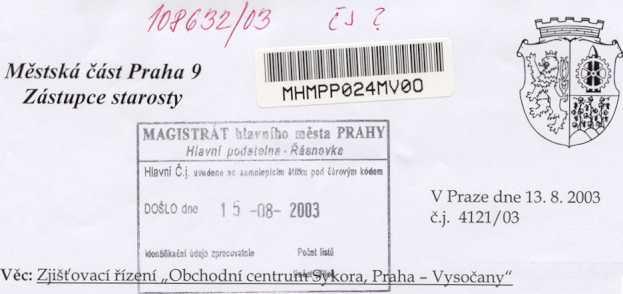 108632/03 ČJ ?
Městská část Praha 9
Zástupce starosty
MHMPP024MV00
MAGISTRÁT hlavního města PRAHY
Hlavní podatelna - Řásnovka
Hlavní Č.j. uvedeno na samolepícím štítku pod čárovým kódem
DOŠLO dne 15 -08- 2003
V Praze dne 13. 8. 2003
č.j. 4121/03
Identifikační údaje zpracovatele Počet listů
Věc: Zjišťovací řízení „Obchodní centrum Sykora, Praha – Vysočany“